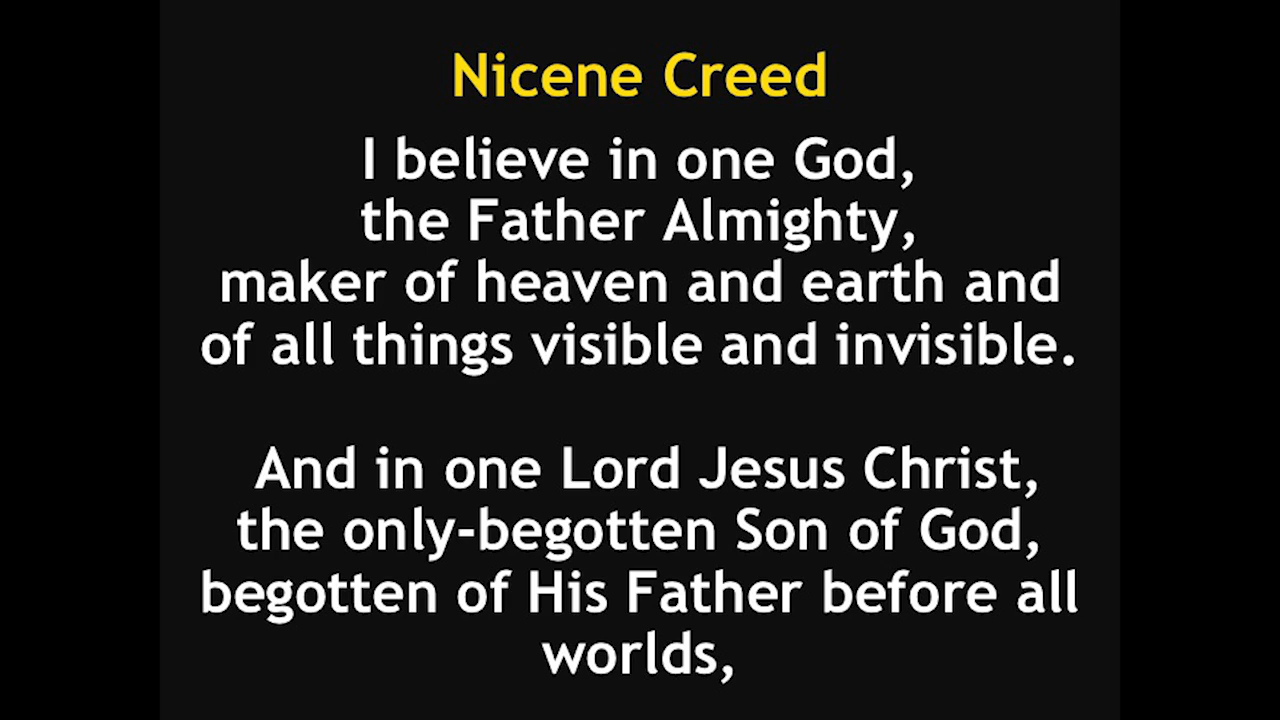 Nicene Creed
I believe in one God,
the Father Almighty,
maker of heaven and earth and
of all things visible and invisible.
And in one Lord Jesus Christ,
the only-begotten Son of God,
begotten of His Father before all
worlds,